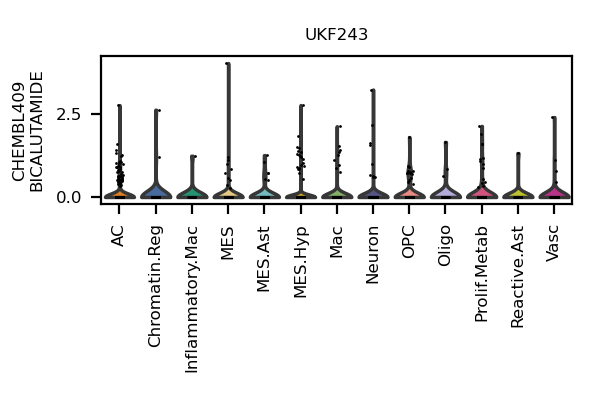 UKF243
CHEMBL409
BICALUTAMIDE
2.5
0.0
AC
Chromatin.Reg
Inflammatory.Mac
MES
MES.Ast
MES.Hyp
Mac
Neuron
OPC
Oligo
Prolif.Metab
Reactive.Ast
Vasc